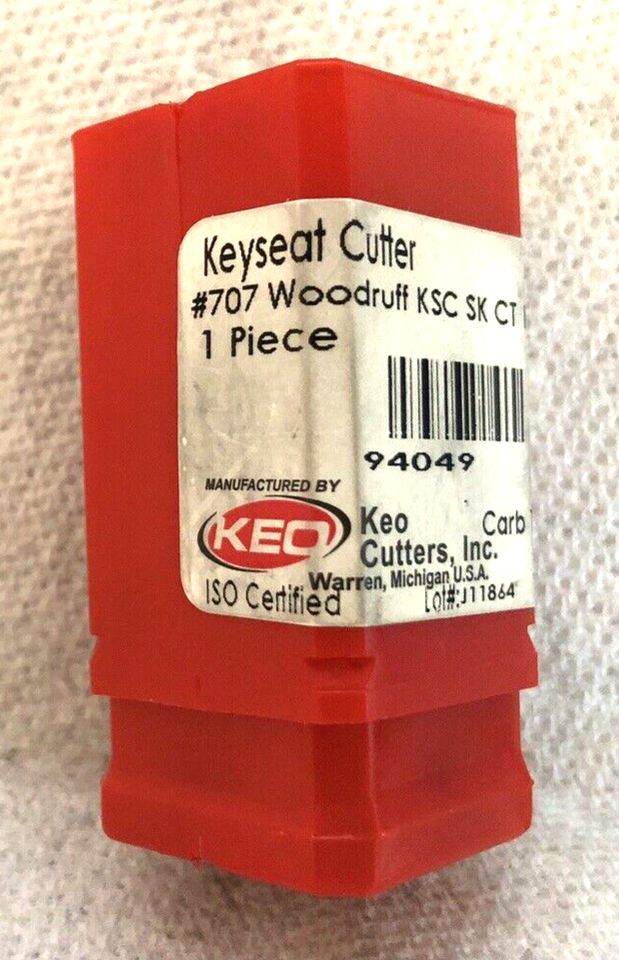 Keyseat Cutter
#707 Woodruff KSC SK CT
1 Piece
94049
MANUFACTURED BY
KEO
Keo Carb
Cutters, Inc.
Warren, Michigan U.S.A.
ISO Certified Lot#:J11864